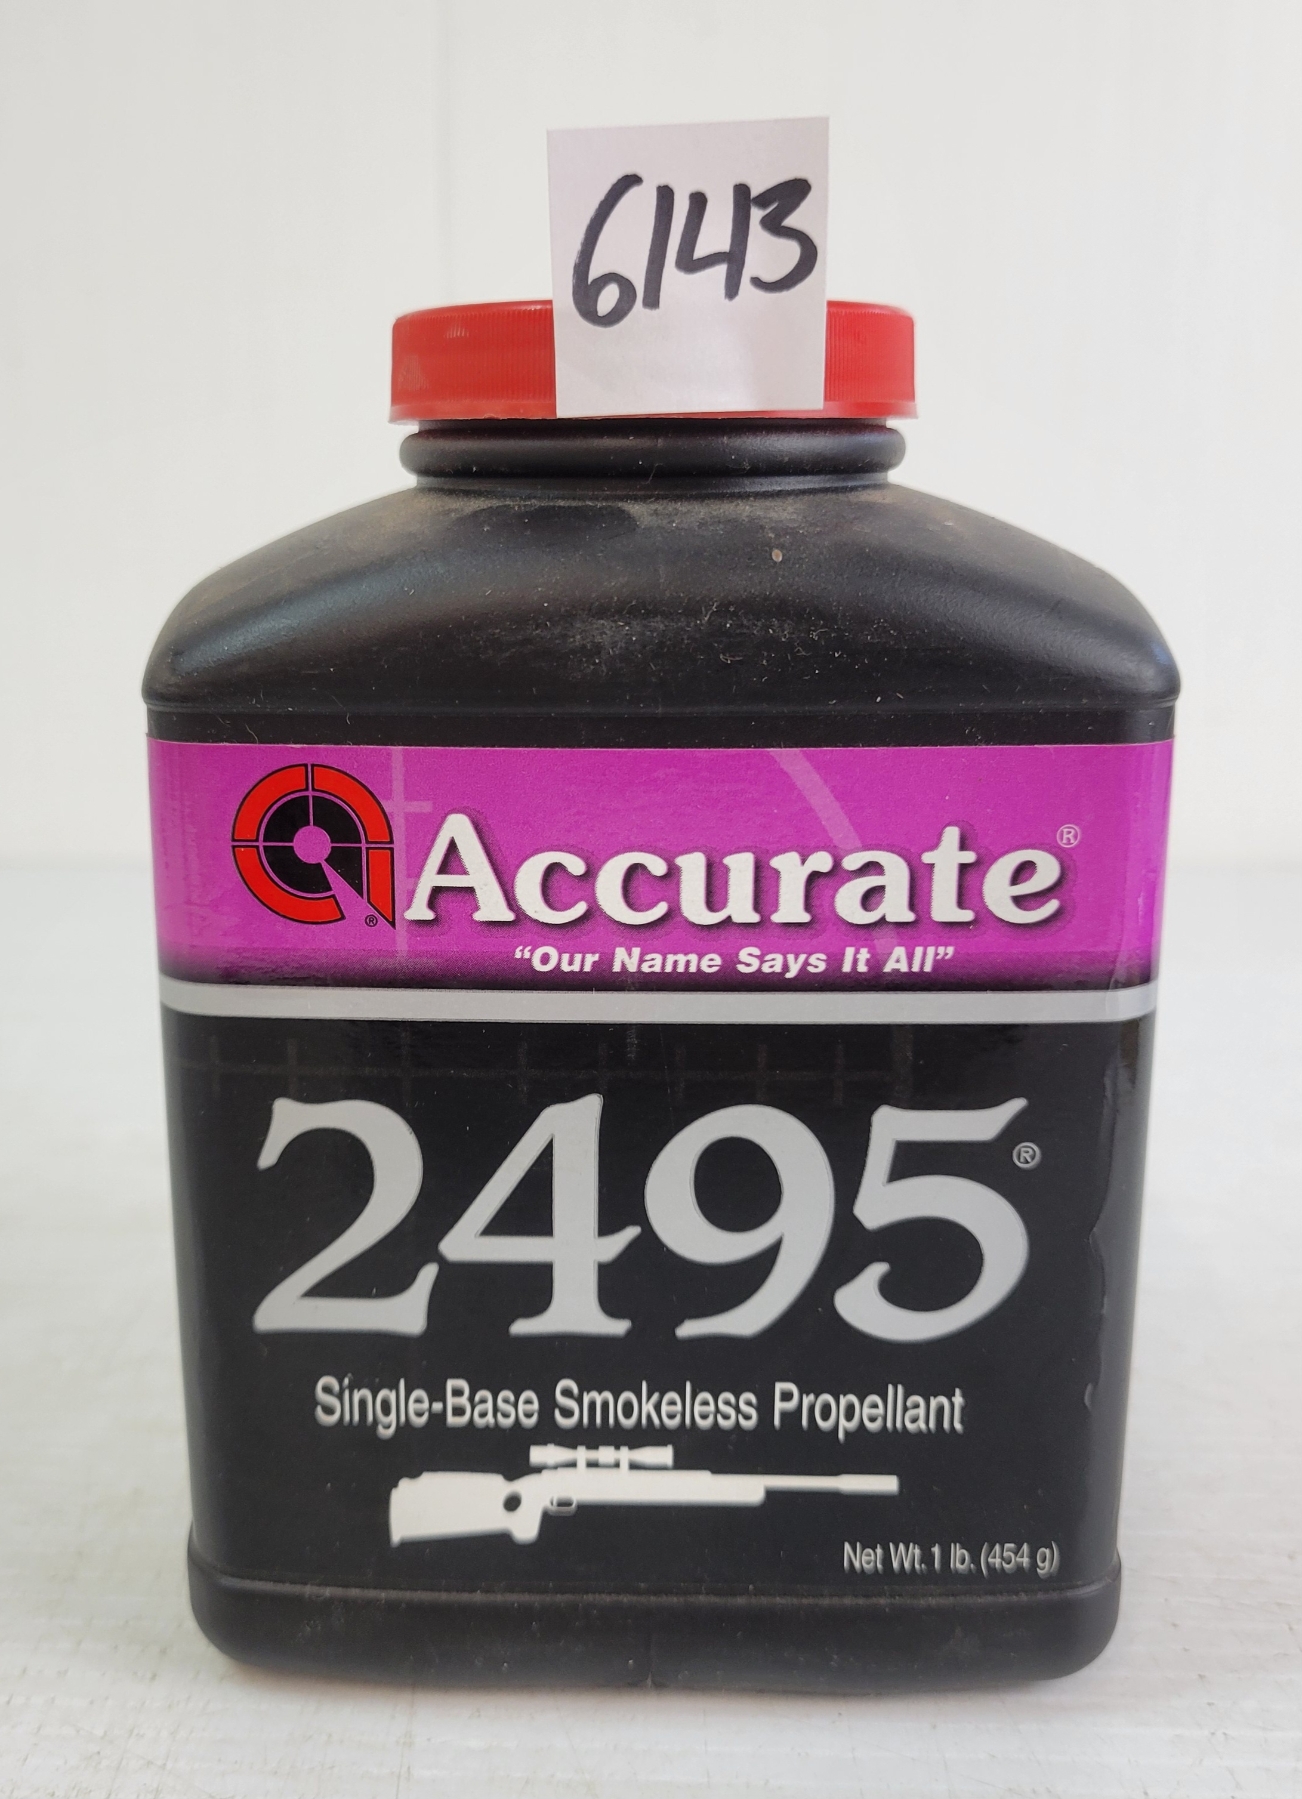 6143
Accurate®
®
"Our Name Says It All"
2495®
Single-Base Smokeless Propellant
Net Wt. 1 lb. (454 g)